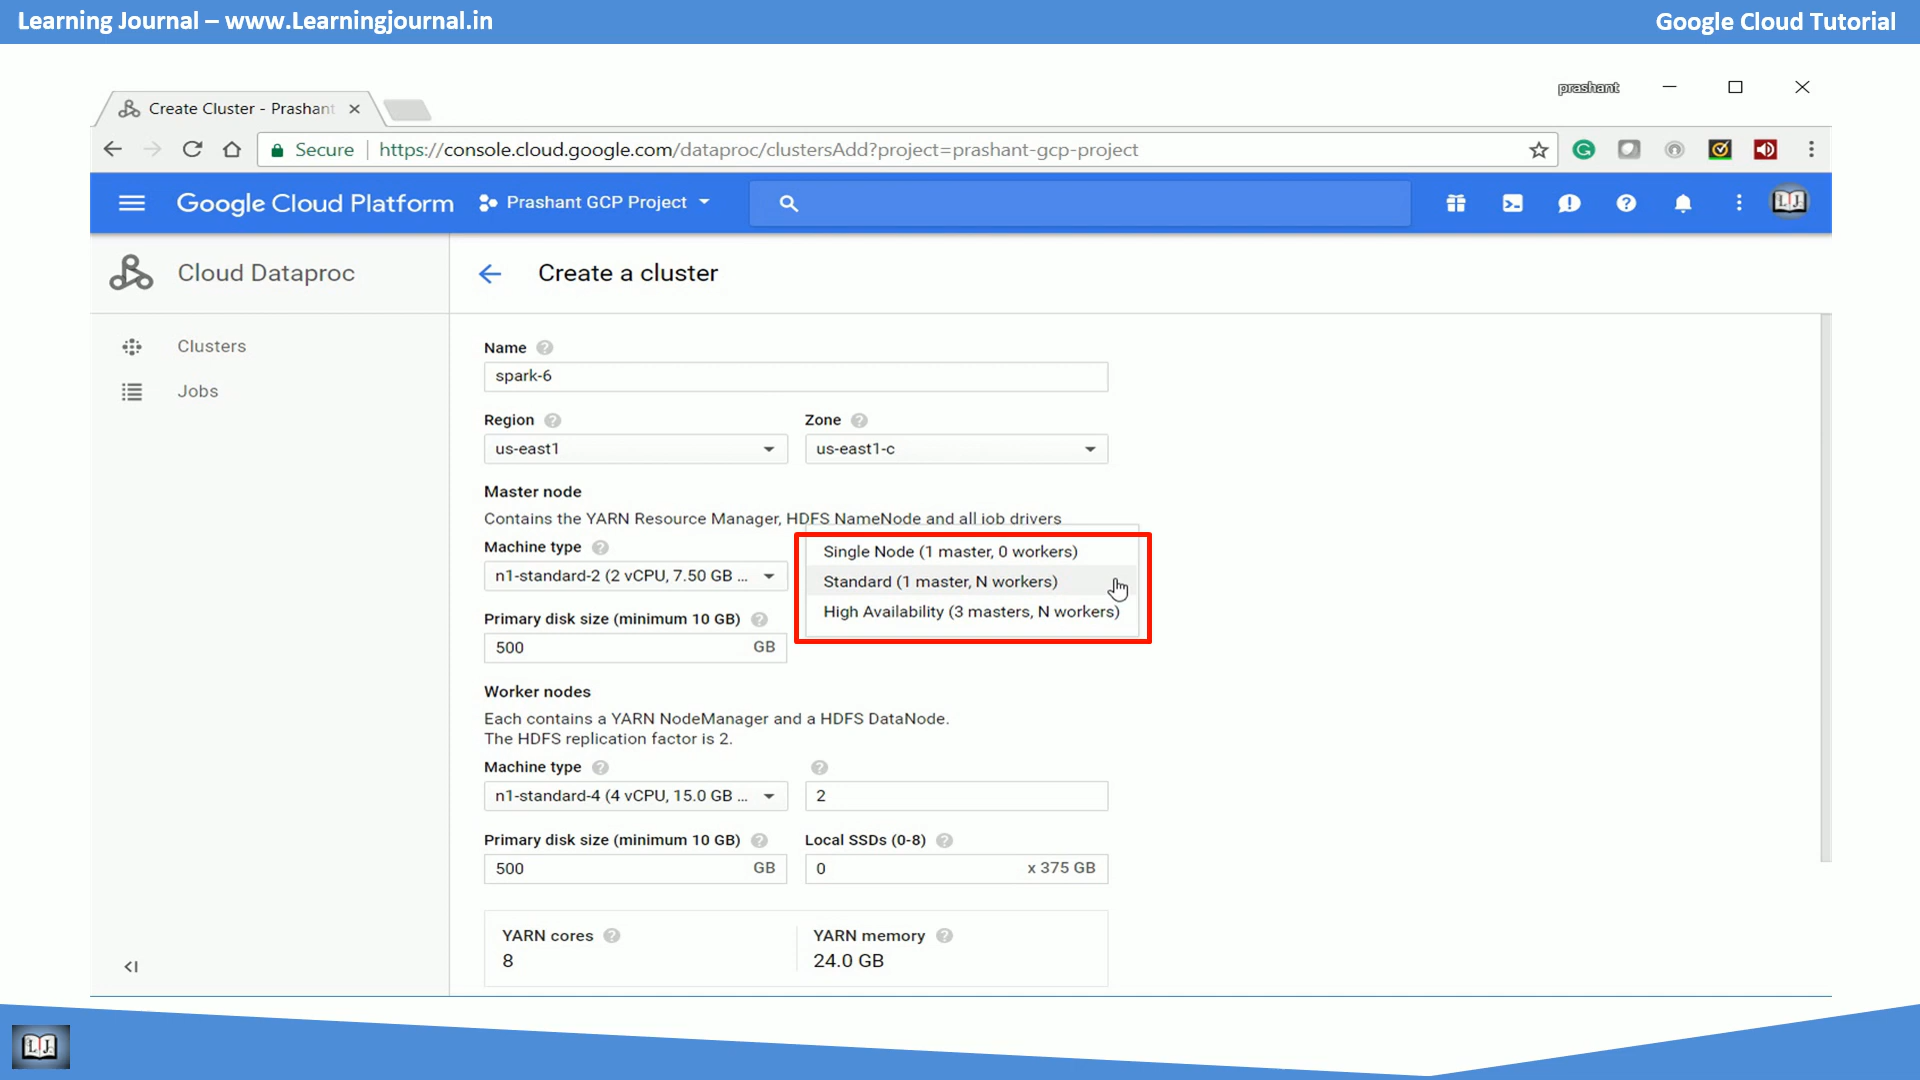 Learning Journal – www.Learningjournal.in
Google Cloud Tutorial
prashant
Create Cluster - Prashant
Secure
https://console.cloud.google.com/dataproc/clustersAdd?project=prashant-gcp-project
Google Cloud Platform
Prashant GCP Project
Cloud Dataproc
Create a cluster
Clusters
Jobs
Name
spark-6
Region
Zone
us-east1
us-east1-c
Master node
Contains the YARN Resource Manager, HDFS NameNode and all job drivers
Machine type
n1-standard-2 (2 vCPU, 7.50 GB ...
Single Node (1 master, 0 workers)
Standard (1 master, N workers)
High Availability (3 masters, N workers)
Primary disk size (minimum 10 GB)
500 GB
Worker nodes
Each contains a YARN NodeManager and a HDFS DataNode.
The HDFS replication factor is 2.
Machine type
n1-standard-4 (4 vCPU, 15.0 GB ...
2
Primary disk size (minimum 10 GB)
Local SSDs (0-8)
500 GB
0 x 375 GB
YARN cores
YARN memory
8
24.0 GB
LJ